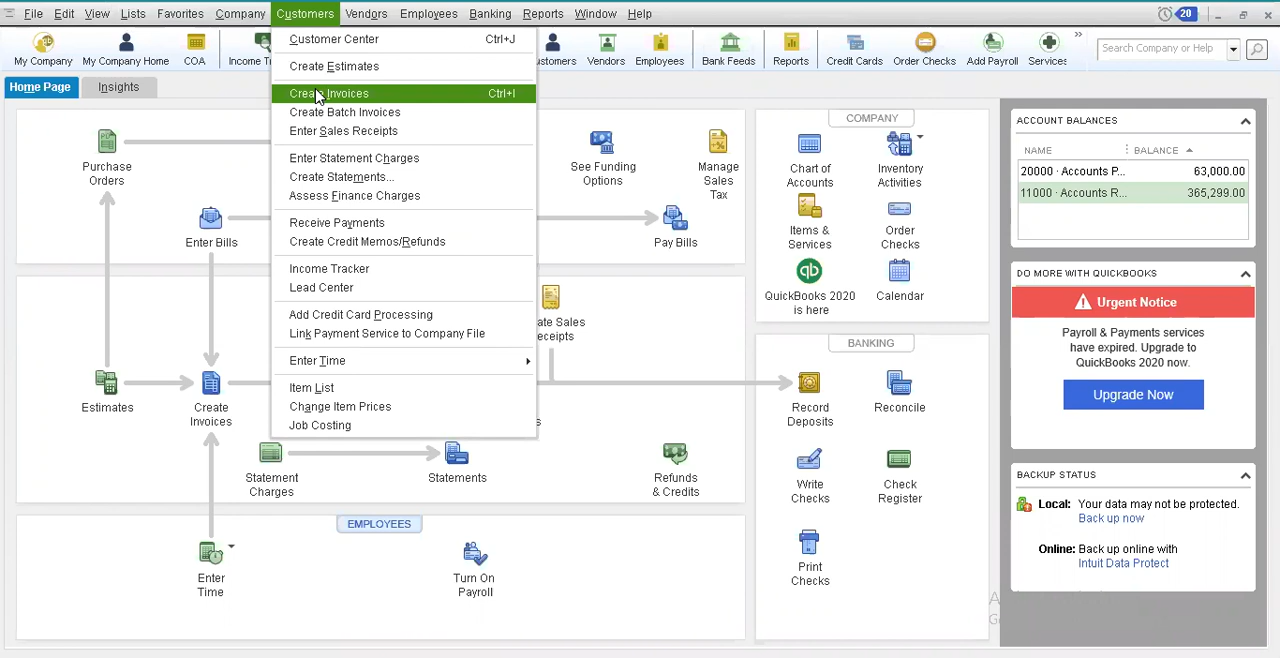 File Edit View Lists Favorites Company Customers Vendors Employees Banking Reports Window Help 20
My Company My Company Home COA Income Vendors Employees Bank Feeds Reports Credit Cards Order Checks Add Payroll Services Search Company or Help
Home Page Insights
Customer Center Ctrl+J
Create Estimates
Create Invoices Ctrl+I
Create Batch Invoices
Enter Sales Receipts
Enter Statement Charges
Create Statements...
Assess Finance Charges
Receive Payments
Create Credit Memos/Refunds
Income Tracker
Lead Center
Add Credit Card Processing
Link Payment Service to Company File
Enter Time
Item List
Change Item Prices
Job Costing
Purchase
Orders
See Funding
Options
Manage
Sales
Tax
Enter Bills
Pay Bills
Estimates
Create
Invoices
Statement
Charges
Statements
Refunds
& Credits
EMPLOYEES
Enter
Time
Turn On
Payroll
COMPANY
Chart of
Accounts
Inventory
Activities
Items &
Services
Order
Checks
QuickBooks 2020
is here
Calendar
BANKING
Record
Deposits
Reconcile
Write
Checks
Check
Register
Print
Checks
ACCOUNT BALANCES
NAME BALANCE
20000 · Accounts P... 63,000.00
11000 · Accounts R... 365,299.00
DO MORE WITH QUICKBOOKS
Urgent Notice
Payroll & Payments services
have expired. Upgrade to
QuickBooks 2020 now.
Upgrade Now
BACKUP STATUS
Local: Your data may not be protected.
Back up now
Online: Back up online with
Intuit Data Protect